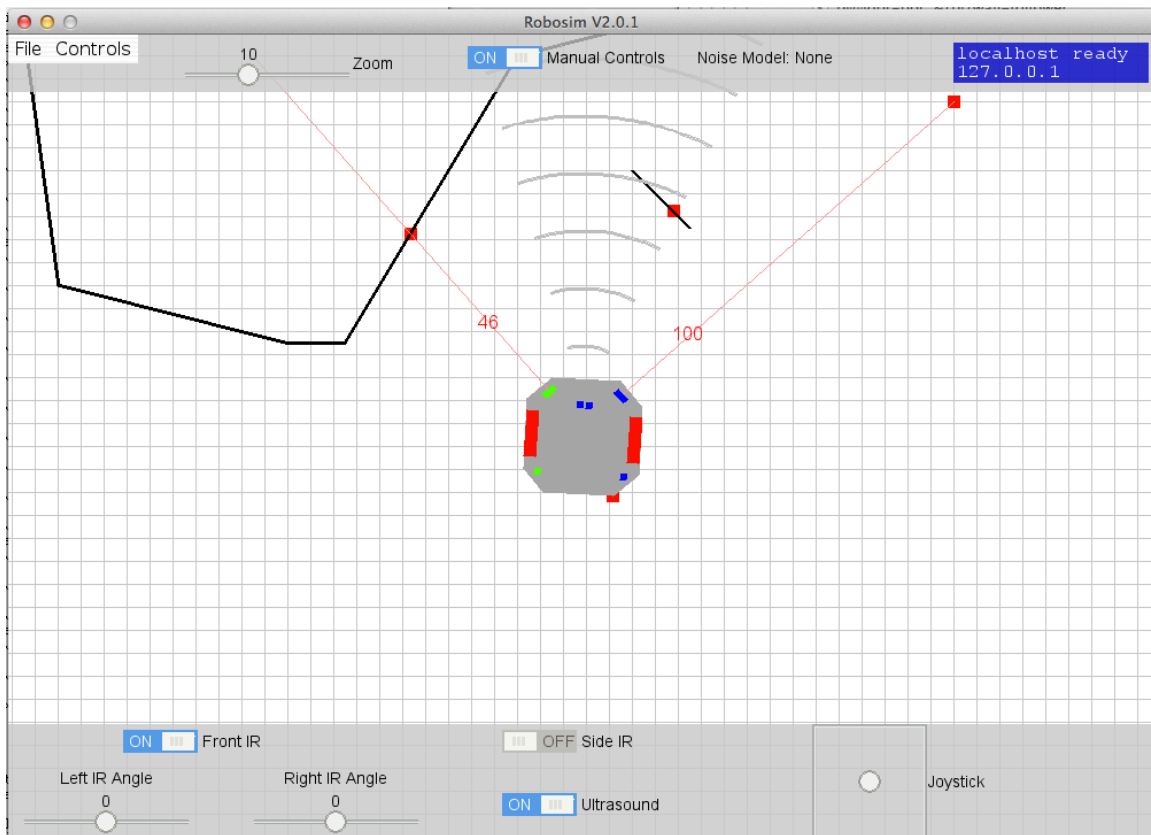 Robosim V2.0.1
File Controls
10
Zoom
ON Manual Controls
Noise Model: None
localhost ready
127.0.0.1
46
100
ON Front IR
OFF Side IR
Left IR Angle
0
Right IR Angle
0
ON Ultrasound
Joystick